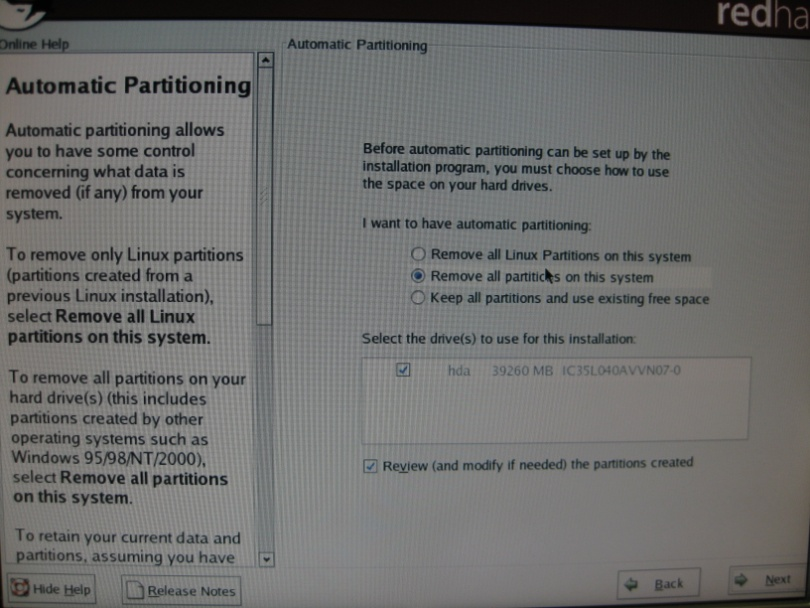 redha
Online Help
Automatic Partitioning
Automatic partitioning allows
you to have some control
concerning what data is
removed (if any) from your
system.
To remove only Linux partitions
(partitions created from a
previous Linux installation),
select Remove all Linux
partitions on this system.
To remove all partitions on your
hard drive(s) (this includes
partitions created by other
operating systems such as
Windows 95/98/NT/2000),
select Remove all partitions
on this system.
To retain your current data and
partitions, assuming you have
Hide Help
Release Notes
Automatic Partitioning
Before automatic partitioning can be set up by the
installation program, you must choose how to use
the space on your hard drives.
I want to have automatic partitioning:
Remove all Linux Partitions on this system
Remove all partitions on this system
Keep all partitions and use existing free space
Select the drive(s) to use for this installation:
hda 39260 MB IC35L040AVVN07-0
Review (and modify if needed) the partitions created
Back
Next